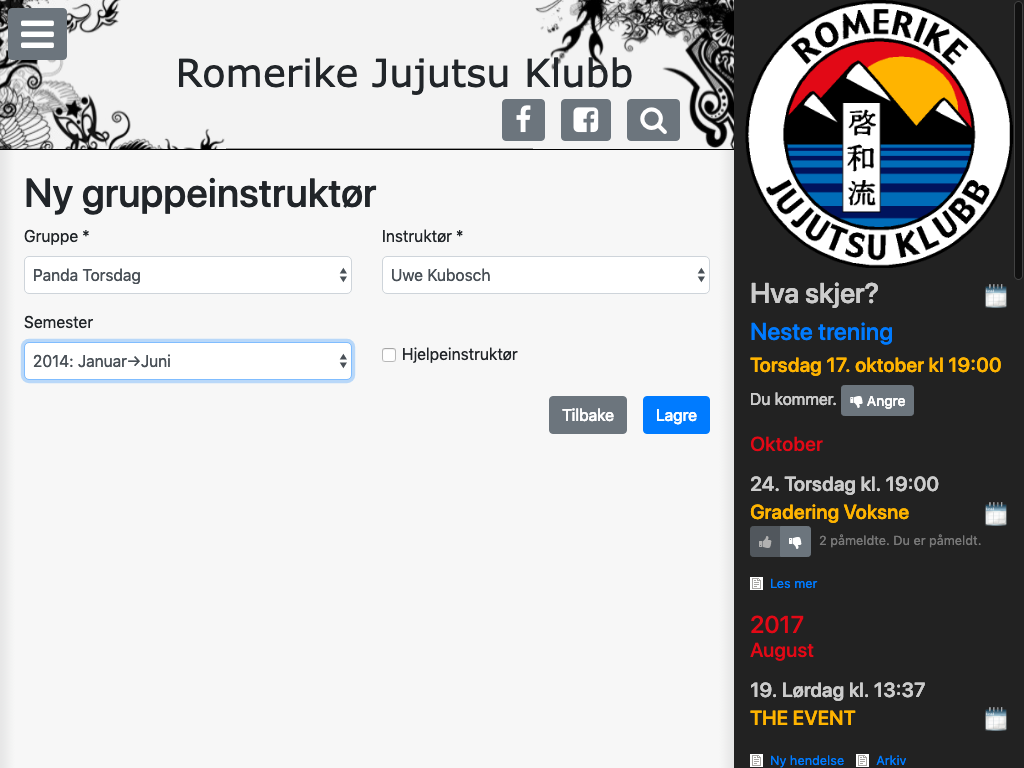 Romerike Jujutsu Klubb
Ny gruppeinstruktør
Gruppe *
Instruktør *
Panda Torsdag
Uwe Kubosch
Semester
2014: Januar→Juni
Hjelpeinstruktør
Tilbake
Lagre
ROMERIKE
啓和流
JUJUTSU KLUBB
Hva skjer?
Neste trening
Torsdag 17. oktober kl 19:00
Du kommer. Angre
Oktober
24. Torsdag kl. 19:00
Gradering Voksne
2 påmeldte. Du er påmeldt.
Les mer
2017
August
19. Lørdag kl. 13:37
THE EVENT
Ny hendelse Arkiv